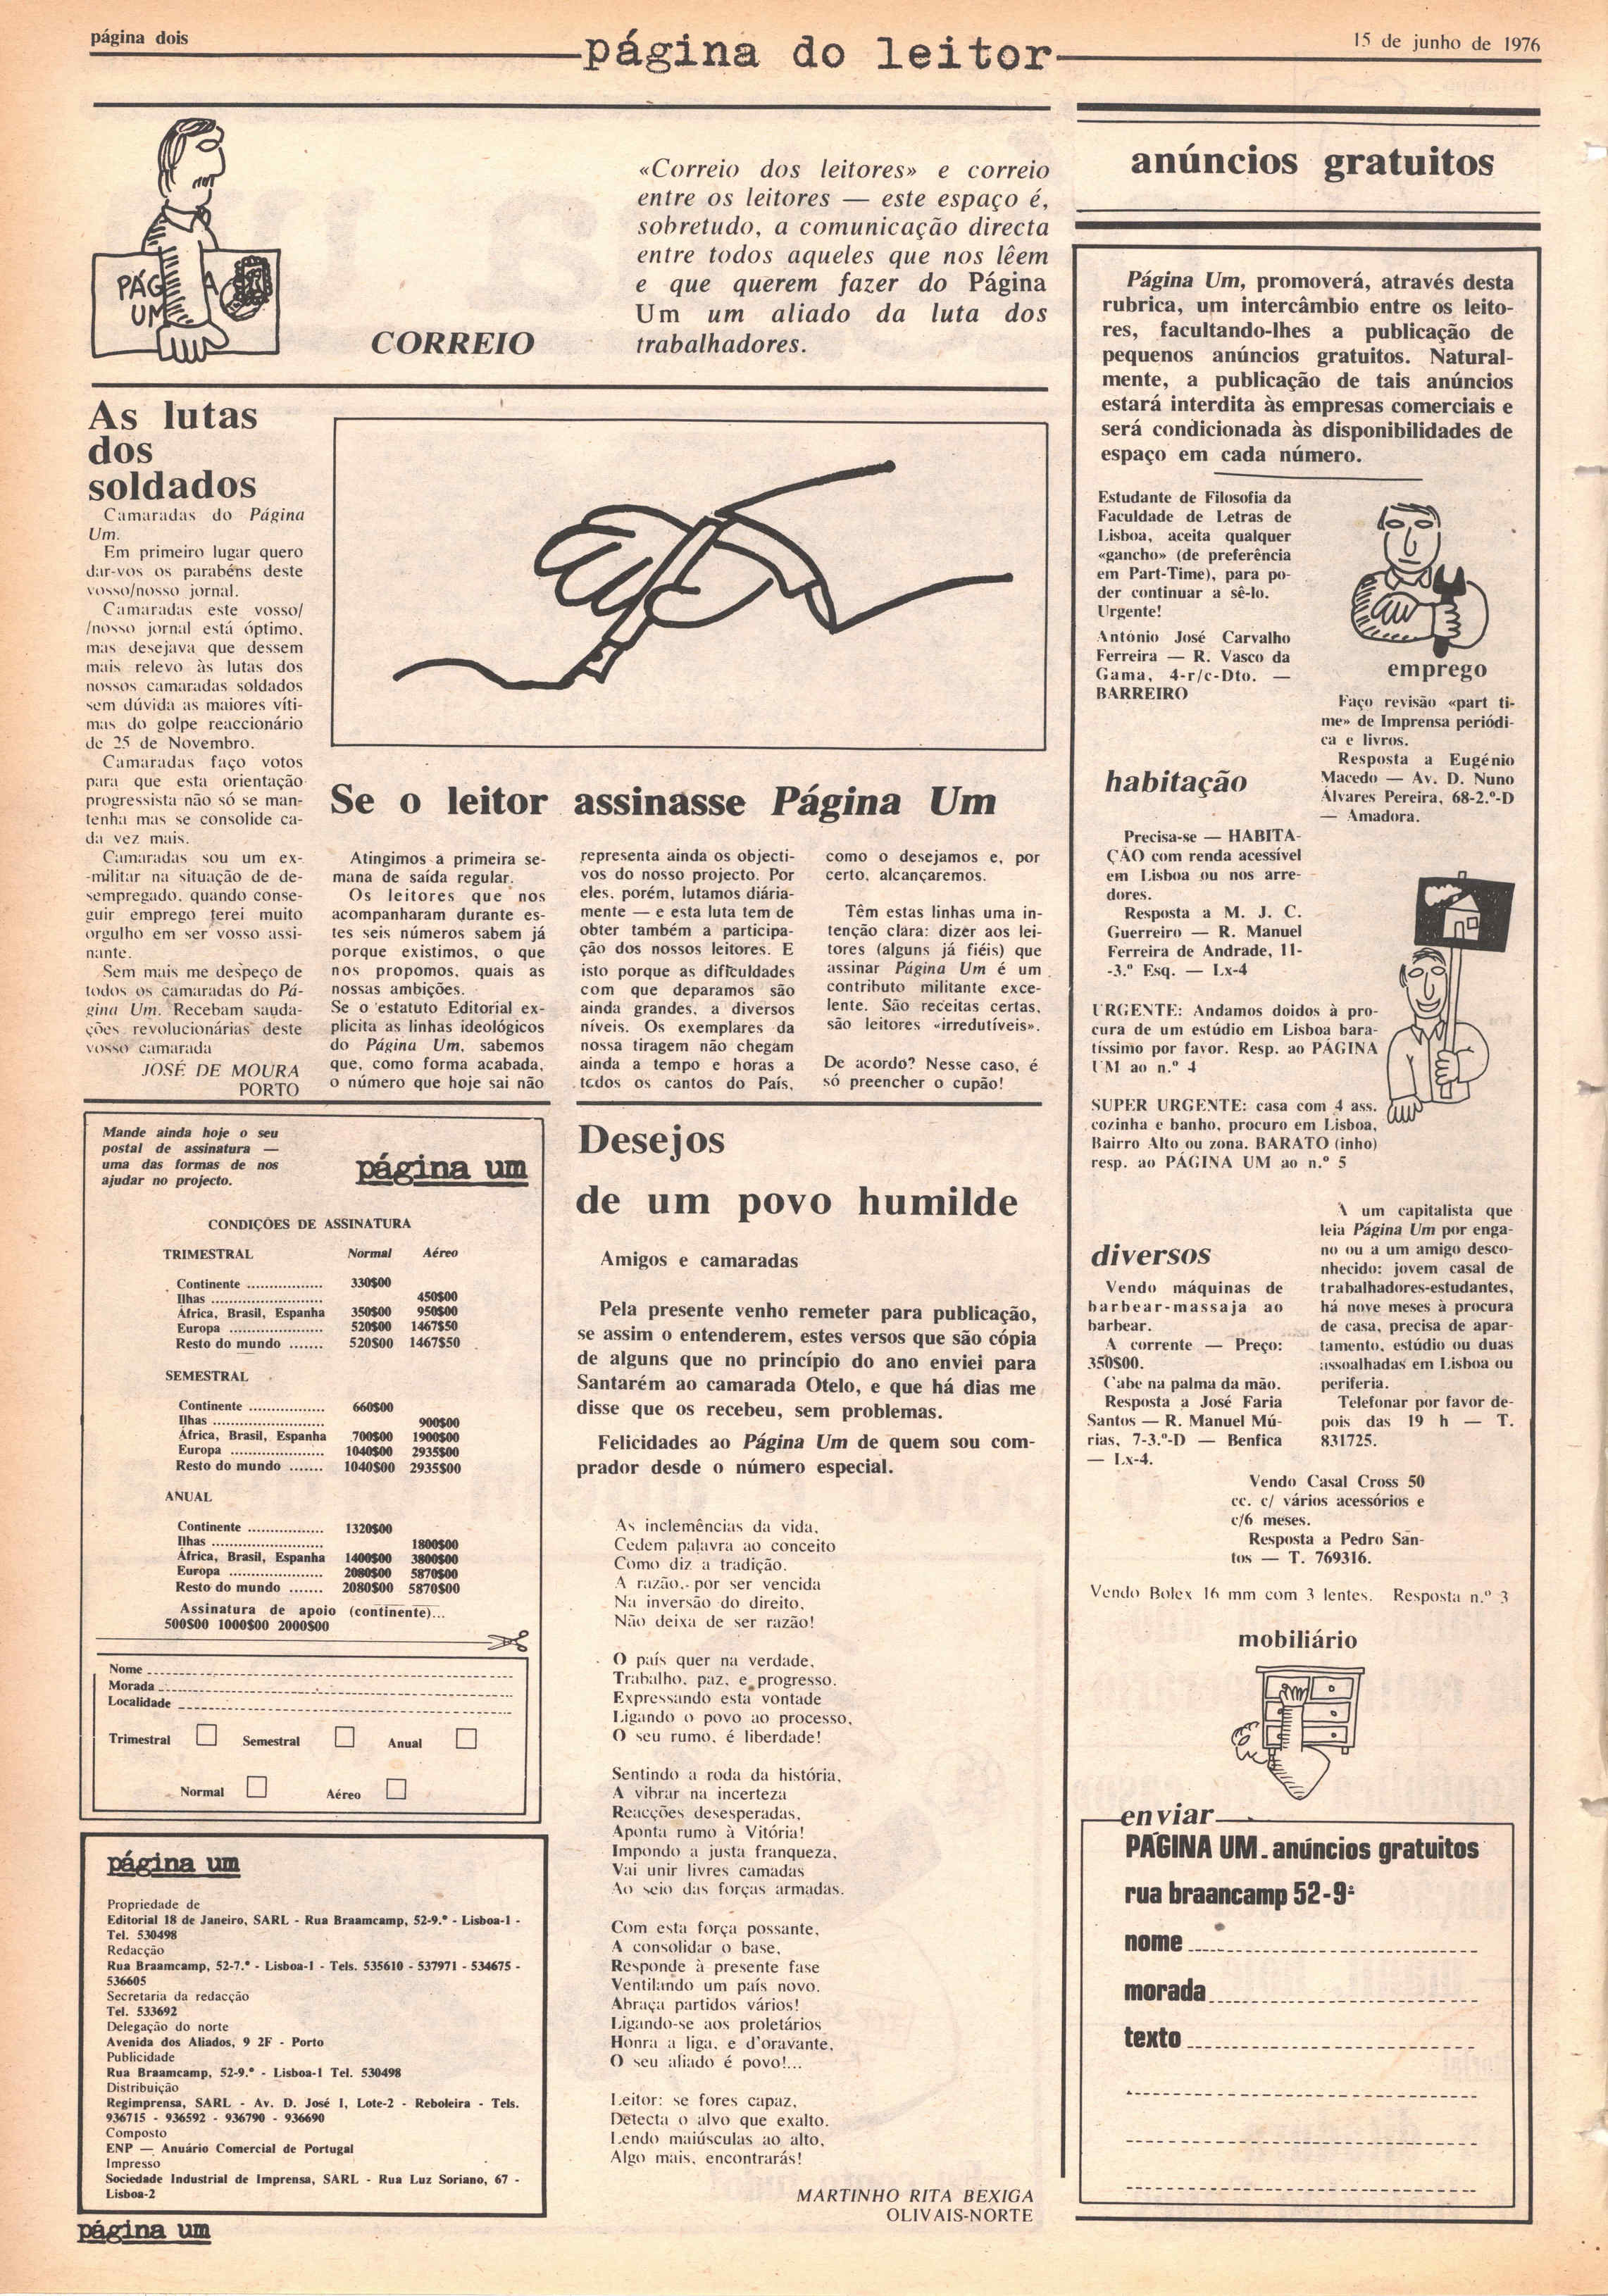 página dois
página do leitor
15 de junho de 1976
PÁG A
UM
CORREIO
«Correio dos leitores» e correio
entre os leitores — este espaço é,
sobretudo, a comunicação directa
entre todos aqueles que nos lêem
e que querem fazer do Página
Um um aliado da luta dos
trabalhadores.
As lutas
dos
soldados
Camaradas do Página
Um.
Em primeiro lugar quero
dar-vos os parabéns deste
vosso/nosso jornal.
Camaradas este vosso/
/nosso jornal está óptimo,
mas desejava que dessem
mais relevo às lutas dos
nossos camaradas soldados
sem dúvida as maiores víti-
mas do golpe reaccionário
de 25 de Novembro.
Camaradas faço votos
para que esta orientação
progressista não só se man-
tenha mas se consolide ca-
da vez mais.
Camaradas sou um ex-
-militar na situação de de-
sempregado, quando conse-
guir emprego terei muito
orgulho em ser vosso assi-
nante.
Sem mais me despeço de
todos os camaradas do Pá-
gina Um. Recebam sauda-
ções revolucionárias deste
vosso camarada
JOSÉ DE MOURA
PORTO
Se o leitor assinasse Página Um
Atingimos a primeira se-
mana de saída regular.
Os leitores que nos
acompanharam durante es-
tes seis números sabem já
porque existimos, o que
nos propomos, quais as
nossas ambições.
Se o estatuto Editorial ex-
plicita as linhas ideológicos
do Página Um, sabemos
que, como forma acabada,
o número que hoje sai não
representa ainda os objecti-
vos do nosso projecto. Por
eles, porém, lutamos diária-
mente — e esta luta tem de
obter também a participa-
ção dos nossos leitores. E
isto porque as dificuldades
com que deparamos são
ainda grandes, a diversos
níveis. Os exemplares da
nossa tiragem não chegam
ainda a tempo e horas a
todos os cantos do País,
como o desejamos e, por
certo, alcançaremos.
Têm estas linhas uma in-
tenção clara: dizer aos lei-
tores (alguns já fiéis) que
assinar Página Um é um
contributo militante exce-
lente. São receitas certas,
são leitores «irredutíveis».
De acordo? Nesse caso, é
só preencher o cupão!
Mande ainda hoje o seu
postal de assinatura —
uma das formas de nos
ajudar no projecto.
página um
CONDIÇÕES DE ASSINATURA
TRIMESTRAL Normal Aéreo
Continente ................. 330$00
Ilhas ........................ 450$00
África, Brasil, Espanha 350$00 950$00
Europa ..................... 520$00 1467$50
Resto do mundo ....... 520$00 1467$50
SEMESTRAL
Continente ................. 660$00
Ilhas ........................ 900$00
África, Brasil, Espanha 700$00 1900$00
Europa ..................... 1040$00 2935$00
Resto do mundo ....... 1040$00 2935$00
ANUAL
Continente ................. 1320$00
Ilhas ........................ 1800$00
África, Brasil, Espanha 1400$00 3800$00
Europa ..................... 2080$00 5870$00
Resto do mundo ....... 2080$00 5870$00
Assinatura de apoio (continente)...
500$00 1000$00 2000$00
Nome
Morada
Localidade
Trimestral Semestral Anual
Normal Aéreo
página um
Propriedade de
Editorial 18 de Janeiro, SARL - Rua Braamcamp, 52-9.º - Lisboa-1 -
Tel. 530498
Redacção
Rua Braamcamp, 52-7.º - Lisboa-1 - Tels. 535610 - 537971 - 534675 -
536605
Secretaria da redacção
Tel. 533692
Delegação do norte
Avenida dos Aliados, 9 2F - Porto
Publicidade
Rua Braamcamp, 52-9.º - Lisboa-1 Tel. 530498
Distribuição
Regimprensa, SARL - Av. D. José I, Lote-2 - Reboleira - Tels.
936715 - 936592 - 936790 - 936690
Composto
ENP — Anuário Comercial de Portugal
Impresso
Sociedade Industrial de Imprensa, SARL - Rua Luz Soriano, 67 -
Lisboa-2
página um
Desejos
de um povo humilde
Amigos e camaradas
Pela presente venho remeter para publicação,
se assim o entenderem, estes versos que são cópia
de alguns que no princípio do ano enviei para
Santarém ao camarada Otelo, e que há dias me
disse que os recebeu, sem problemas.
Felicidades ao Página Um de quem sou com-
prador desde o número especial.
As inclemências da vida,
Cedem palavra ao conceito
Como diz a tradição.
A razão, por ser vencida
Na inversão do direito,
Não deixa de ser razão!
O país quer na verdade,
Trabalho, paz, e progresso.
Expressando esta vontade
Ligando o povo ao processo,
O seu rumo, é liberdade!
Sentindo a roda da história,
A vibrar na incerteza
Reacções desesperadas,
Aponta rumo à Vitória!
Impondo a justa franqueza,
Vai unir livres camadas
Ao seio das forças armadas.
Com esta força possante,
A consolidar o base,
Responde à presente fase
Ventilando um país novo.
Abraça partidos vários!
Ligando-se aos proletários
Honra a liga, e d'oravante,
O seu aliado é povo!...
Leitor: se fores capaz,
Detecta o alvo que exalto.
Lendo maiúsculas ao alto,
Algo mais, encontrarás!
MARTINHO RITA BEXIGA
OLIVAIS-NORTE
anúncios gratuitos
Página Um, promoverá, através desta
rubrica, um intercâmbio entre os leito-
res, facultando-lhes a publicação de
pequenos anúncios gratuitos. Natural-
mente, a publicação de tais anúncios
estará interdita às empresas comerciais e
será condicionada às disponibilidades de
espaço em cada número.
Estudante de Filosofia da
Faculdade de Letras de
Lisboa, aceita qualquer
«gancho» (de preferência
em Part-Time), para po-
der continuar a sê-lo.
Urgente!
António José Carvalho
Ferreira — R. Vasco da
Gama, 4-r/c-Dto. —
BARREIRO
emprego
Faço revisão «part ti-
me» de Imprensa periódi-
ca e livros.
Resposta a Eugénio
Macedo — Av. D. Nuno
Álvares Pereira, 68-2.º-D
— Amadora.
habitação
Precisa-se — HABITA-
ÇÃO com renda acessível
em Lisboa ou nos arre-
dores.
Resposta a M. J. C.
Guerreiro — R. Manuel
Ferreira de Andrade, 11-
-3.º Esq. — Lx-4
URGENTE: Andamos doidos à pro-
cura de um estúdio em Lisboa bara-
tíssimo por favor. Resp. ao PÁGINA
UM ao n.º 4
SUPER URGENTE: casa com 4 ass.
cozinha e banho, procuro em Lisboa,
Bairro Alto ou zona. BARATO (inho)
resp. ao PÁGINA UM ao n.º 5
diversos
Vendo máquinas de
barbear-massaja ao
barbear.
A corrente — Preço:
350$00.
Cabe na palma da mão.
Resposta a José Faria
Santos — R. Manuel Mú-
rias, 7-3.º-D — Benfica
— Lx-4.
A um capitalista que
leia Página Um por enga-
no ou a um amigo desco-
nhecido: jovem casal de
trabalhadores-estudantes,
há nove meses à procura
de casa, precisa de apar-
tamento, estúdio ou duas
assoalhadas em Lisboa ou
periferia.
Telefonar por favor de-
pois das 19 h — T.
831725.
Vendo Casal Cross 50
cc. c/ vários acessórios e
c/6 meses.
Resposta a Pedro San-
tos — T. 769316.
Vendo Bolex 16 mm com 3 lentes. Resposta n.º 3
mobiliário
enviar
PÁGINA UM - anúncios gratuitos
rua braancamp 52-9º
nome
morada
texto